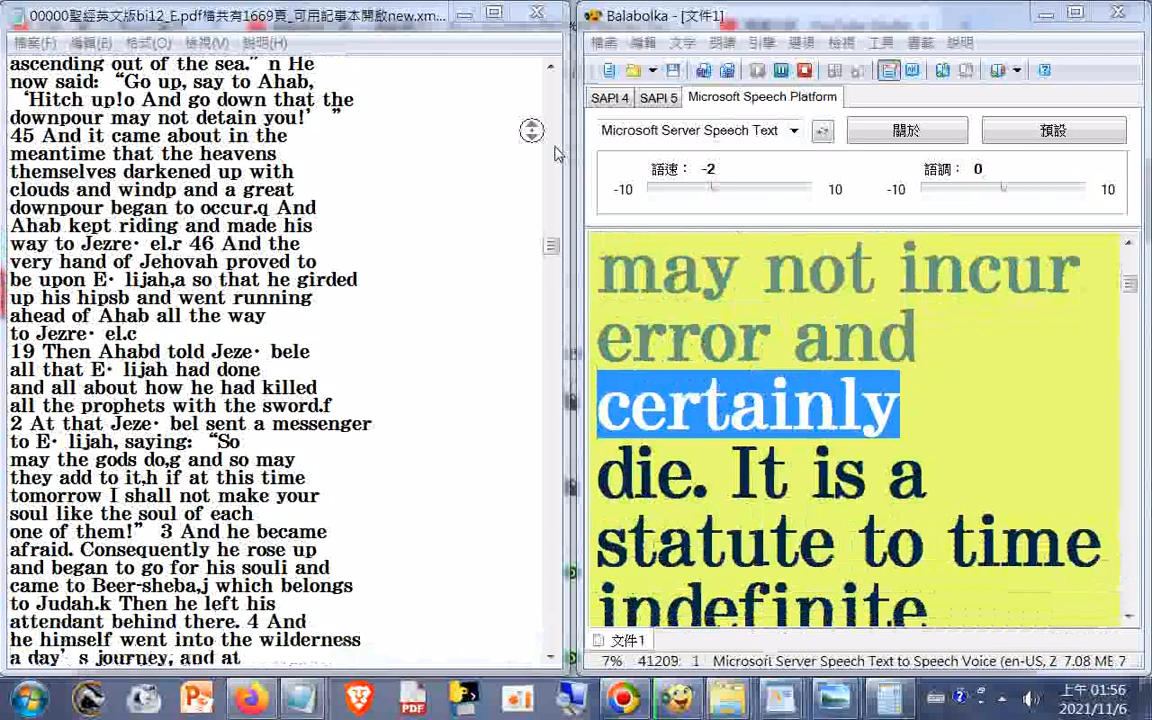 00000聖經英文版bi12_E.pdf檔共有1669頁_可用記事本開啟new.xm...
檔案(F) 編輯(E) 格式(O) 檢視(V) 說明(H)
ascending out of the sea.” n He
now said: “Go up, say to Ahab,
‘Hitch up!o And go down that the
downpour may not detain you!’ ”
45 And it came about in the
meantime that the heavens
themselves darkened up with
clouds and windp and a great
downpour began to occur.q And
Ahab kept riding and made his
way to Jezre· el.r 46 And the
very hand of Jehovah proved to
be upon E· lijah,a so that he girded
up his hipsb and went running
ahead of Ahab all the way
to Jezre· el.c
19 Then Ahabd told Jeze· bele
all that E· lijah had done
and all about how he had killed
all the prophets with the sword.f
2 At that Jeze· bel sent a messenger
to E· lijah, saying: “So
may the gods do,g and so may
they add to it,h if at this time
tomorrow I shall not make your
soul like the soul of each
one of them!” 3 And he became
afraid. Consequently he rose up
and began to go for his souli and
came to Beer-sheba,j which belongs
to Judah.k Then he left his
attendant behind there. 4 And
he himself went into the wilderness
a day’s journey, and at
Balabolka - [文件1]
檔案 編輯 文字 朗讀 引擎 選項 檢視 工具 書籤 說明
SAPI 4 SAPI 5 Microsoft Speech Platform
Microsoft Server Speech Text 關於 預設
語速： -2 語調： 0
-10 10 -10 10
may not incur
error and
certainly
die. It is a
statute to time
indefinite
文件1
7% 41209: 1 Microsoft Server Speech Text to Speech Voice (en-US, Z 7.08 MB 7
上午 01:56
2021/11/6